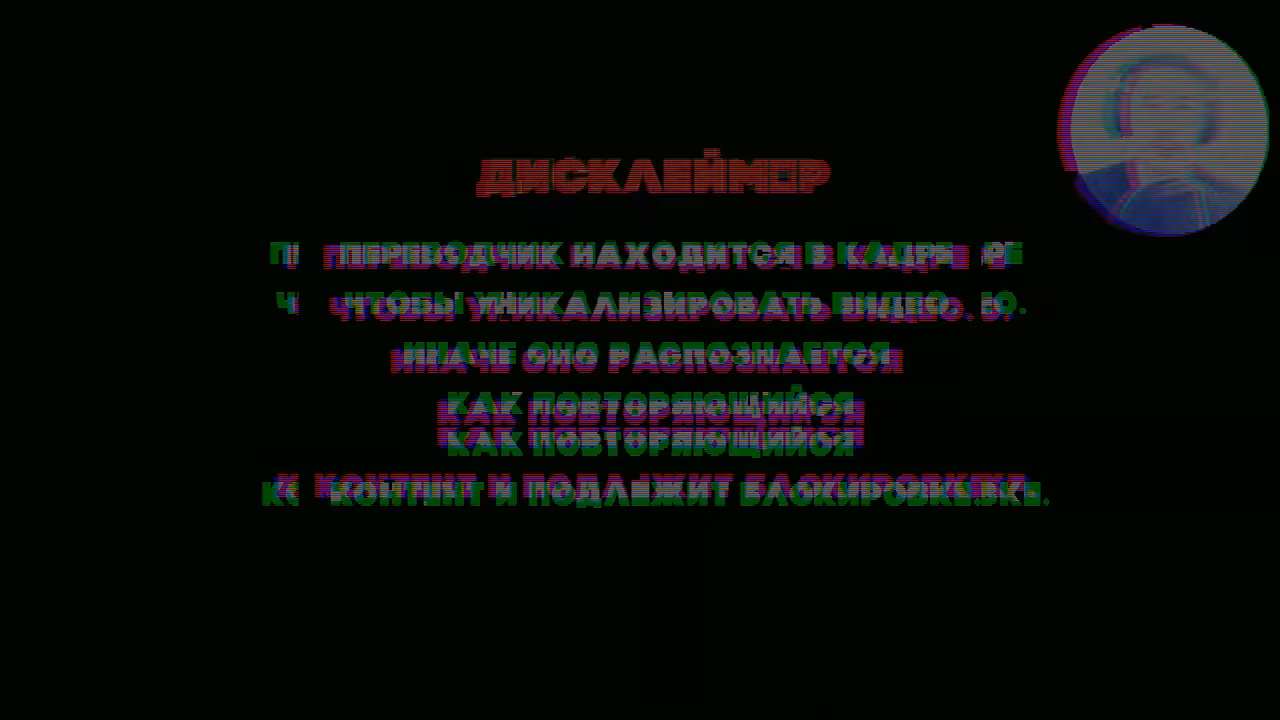 ДИСКЛЕЙМЕР
ПЕРЕВОДЧИК НАХОДИТСЯ В КАДРЕ
ЧТОБЫ УНИКАЛИЗИРОВАТЬ ВИДЕО.
ИНАЧЕ ОНО РАСПОЗНАЕТСЯ
КАК ПОВТОРЯЮЩИЙСЯ
КОНТЕНТ И ПОДЛЕЖИТ БЛОКИРОВКЕ.